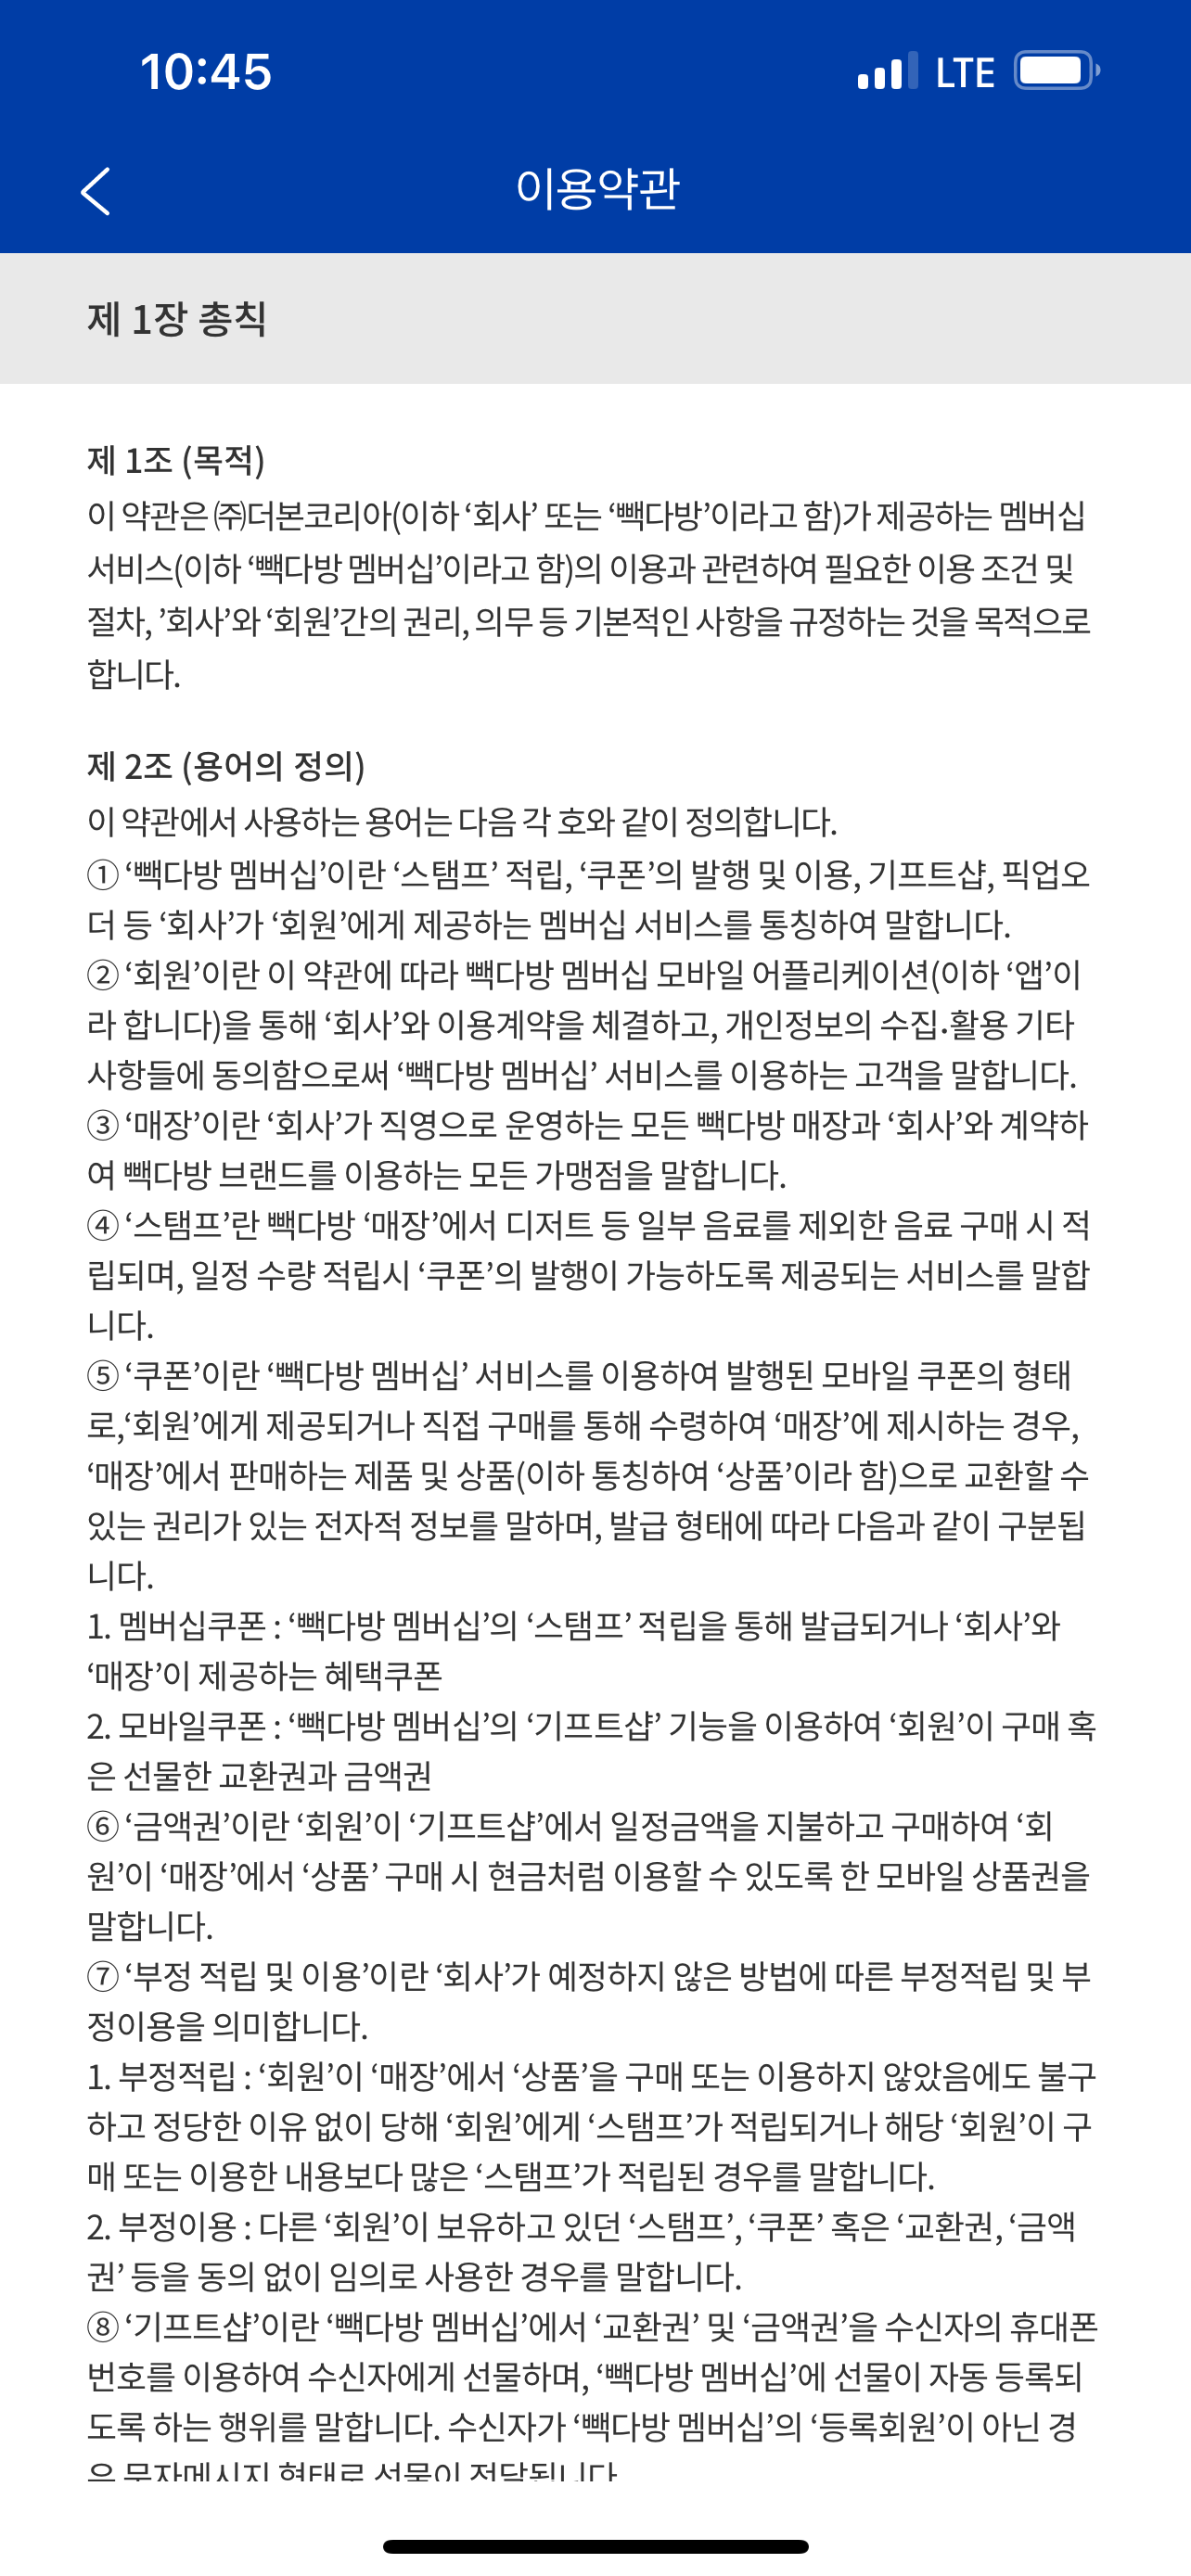 10:45
LTE
이용약관
제 1장 총칙
제 1조 (목적)
이 약관은 ㈜더본코리아(이하 ‘회사’ 또는 ‘빽다방’이라고 함)가 제공하는 멤버십
서비스(이하 ‘빽다방 멤버십’이라고 함)의 이용과 관련하여 필요한 이용 조건 및
절차, ’회사’와 ‘회원’간의 권리, 의무 등 기본적인 사항을 규정하는 것을 목적으로
합니다.
제 2조 (용어의 정의)
이 약관에서 사용하는 용어는 다음 각 호와 같이 정의합니다.
① ‘빽다방 멤버십’이란 ‘스탬프’ 적립, ‘쿠폰’의 발행 및 이용, 기프트샵, 픽업오
더 등 ‘회사’가 ‘회원’에게 제공하는 멤버십 서비스를 통칭하여 말합니다.
② ‘회원’이란 이 약관에 따라 빽다방 멤버십 모바일 어플리케이션(이하 ‘앱’이
라 합니다)을 통해 ‘회사’와 이용계약을 체결하고, 개인정보의 수집·활용 기타
사항들에 동의함으로써 ‘빽다방 멤버십’ 서비스를 이용하는 고객을 말합니다.
③ ‘매장’이란 ‘회사’가 직영으로 운영하는 모든 빽다방 매장과 ‘회사’와 계약하
여 빽다방 브랜드를 이용하는 모든 가맹점을 말합니다.
④ ‘스탬프’란 빽다방 ‘매장’에서 디저트 등 일부 음료를 제외한 음료 구매 시 적
립되며, 일정 수량 적립시 ‘쿠폰’의 발행이 가능하도록 제공되는 서비스를 말합
니다.
⑤ ‘쿠폰’이란 ‘빽다방 멤버십’ 서비스를 이용하여 발행된 모바일 쿠폰의 형태
로,‘회원’에게 제공되거나 직접 구매를 통해 수령하여 ‘매장’에 제시하는 경우,
‘매장’에서 판매하는 제품 및 상품(이하 통칭하여 ‘상품’이라 함)으로 교환할 수
있는 권리가 있는 전자적 정보를 말하며, 발급 형태에 따라 다음과 같이 구분됩
니다.
1. 멤버십쿠폰 : ‘빽다방 멤버십’의 ‘스탬프’ 적립을 통해 발급되거나 ‘회사’와
‘매장’이 제공하는 혜택쿠폰
2. 모바일쿠폰 : ‘빽다방 멤버십’의 ‘기프트샵’ 기능을 이용하여 ‘회원’이 구매 혹
은 선물한 교환권과 금액권
⑥ ‘금액권’이란 ‘회원’이 ‘기프트샵’에서 일정금액을 지불하고 구매하여 ‘회
원’이 ‘매장’에서 ‘상품’ 구매 시 현금처럼 이용할 수 있도록 한 모바일 상품권을
말합니다.
⑦ ‘부정 적립 및 이용’이란 ‘회사’가 예정하지 않은 방법에 따른 부정적립 및 부
정이용을 의미합니다.
1. 부정적립 : ‘회원’이 ‘매장’에서 ‘상품’을 구매 또는 이용하지 않았음에도 불구
하고 정당한 이유 없이 당해 ‘회원’에게 ‘스탬프’가 적립되거나 해당 ‘회원’이 구
매 또는 이용한 내용보다 많은 ‘스탬프’가 적립된 경우를 말합니다.
2. 부정이용 : 다른 ‘회원’이 보유하고 있던 ‘스탬프’, ‘쿠폰’ 혹은 ‘교환권, ‘금액
권’ 등을 동의 없이 임의로 사용한 경우를 말합니다.
⑧ ‘기프트샵’이란 ‘빽다방 멤버십’에서 ‘교환권’ 및 ‘금액권’을 수신자의 휴대폰
번호를 이용하여 수신자에게 선물하며, ‘빽다방 멤버십’에 선물이 자동 등록되
도록 하는 행위를 말합니다. 수신자가 ‘빽다방 멤버십’의 ‘등록회원’이 아닌 경
문자메시지 형태로 선물이 전달됩니다